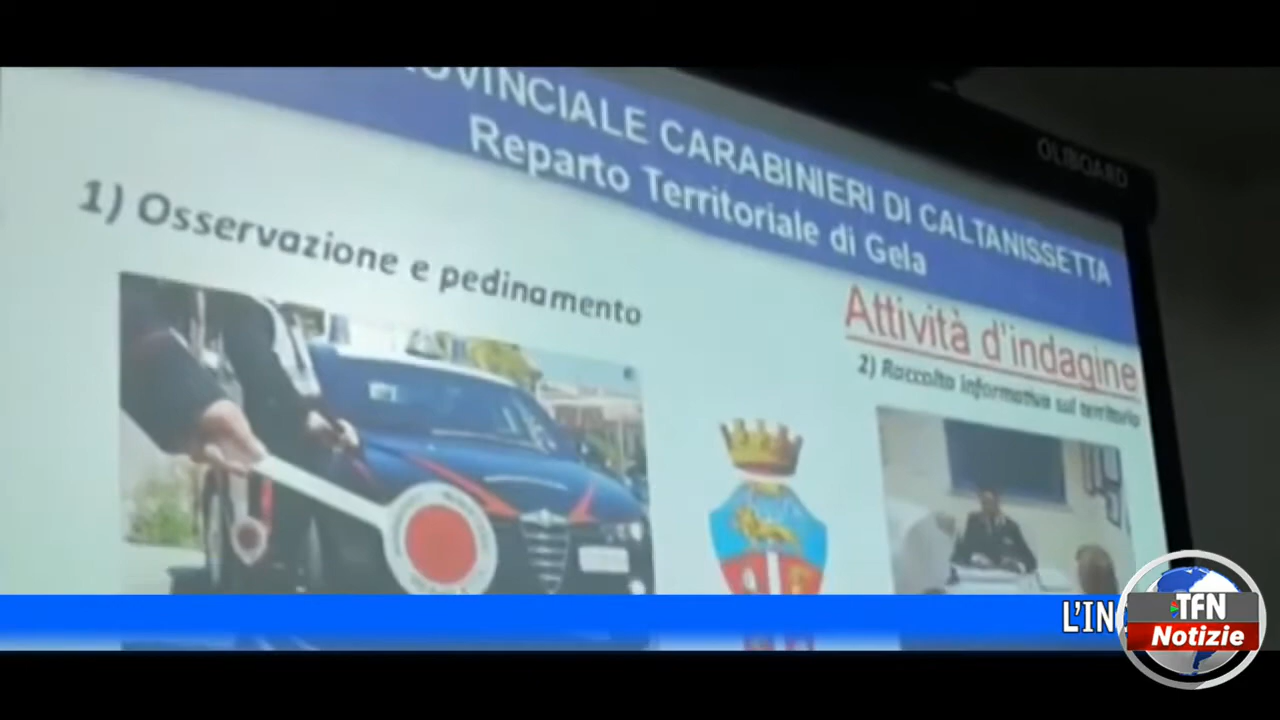 ROVINCIALE CARABINIERI DI CALTANISSETTA
Reparto Territoriale di Gela
OLIBOARD
1) Osservazione e pedinamento
Attività d'indagine
2) Raccolta informativa sul territorio
L'IN
TFN
Notizie